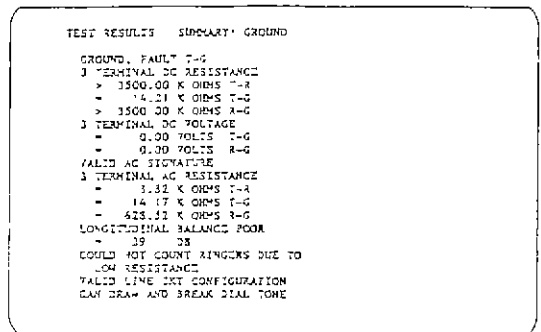 TEST RESULTS SUMMARY: GROUND
GROUND, FAULT T-G
3 TERMINAL DC RESISTANCE
> 3500.00 K OHMS T-R
= 14.21 K OHMS T-G
> 3500.00 K OHMS R-G
3 TERMINAL DC VOLTAGE
= 0.00 VOLTS T-G
= 0.00 VOLTS R-G
VALID AC SIGNATURE
3 TERMINAL AC RESISTANCE
= K OHMS T-R
= 14.17 K OHMS T-G
= K OHMS R-G
LONGITUDINAL BALANCE POOR
= 39 DB
COULD NOT COUNT RINGERS DUE TO
LOW RESISTANCE
VALID LINE CKT CONFIGURATION
CAN DRAW AND BREAK DIAL TONE